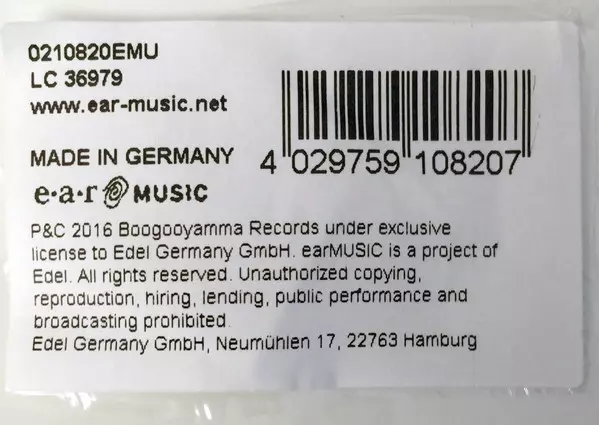 0210820EMU
LC 36979
www.ear-music.net
MADE IN GERMANY
4 029759 108207
e·a·r MUSIC
P&C 2016 Boogooyamma Records under exclusive
license to Edel Germany GmbH. earMUSIC is a project of
Edel. All rights reserved. Unauthorized copying,
reproduction, hiring, lending, public performance and
broadcasting prohibited.
Edel Germany GmbH, Neumühlen 17, 22763 Hamburg